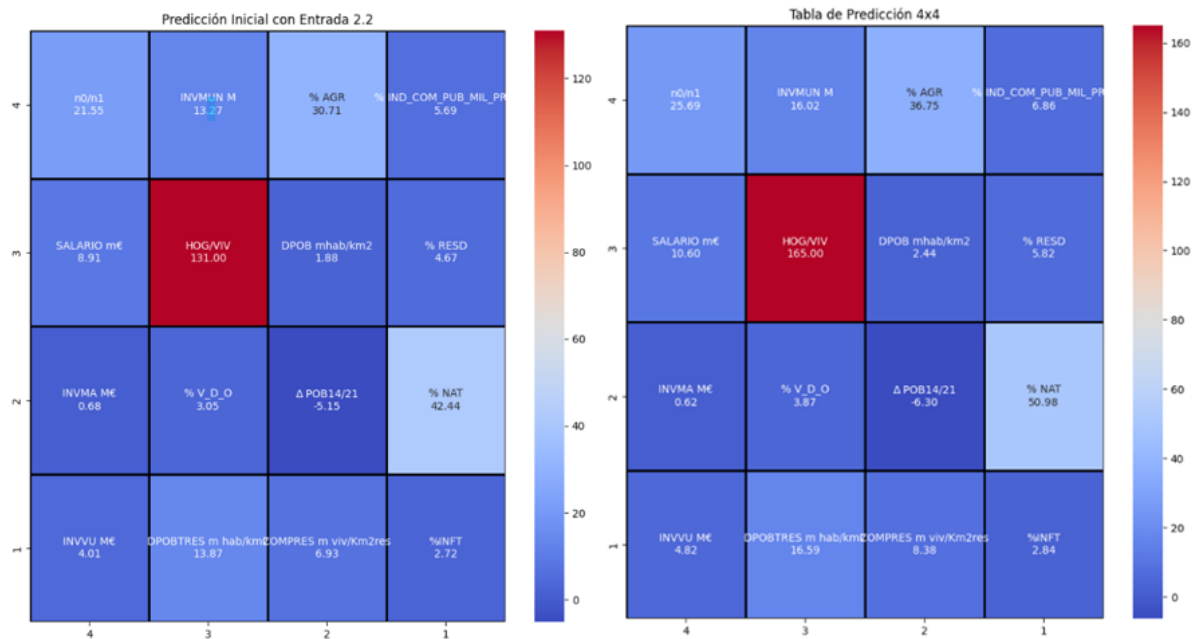 Predicción Inicial con Entrada 2.2
4
n0/n1
21.55
INVMUN M
13.27
% AGR
30.71
% IND_COM_PUB_MIL_PR
5.69
3
SALARIO m€
8.91
HOG/VIV
131.00
DPOB mhab/km2
1.88
% RESD
4.67
2
INVMA M€
0.68
% V_D_O
3.05
Δ POB14/21
-5.15
% NAT
42.44
1
INVVU M€
4.01
DPOBTRES m hab/km2
13.87
COMPRES m viv/Km2res
6.93
%INFT
2.72
4
3
2
1
120
100
80
60
40
20
0
Tabla de Predicción 4x4
4
n0/n1
25.69
INVMUN M
16.02
% AGR
36.75
% IND_COM_PUB_MIL_PR
6.86
3
SALARIO m€
10.60
HOG/VIV
165.00
DPOB mhab/km2
2.44
% RESD
5.82
2
INVMA M€
0.62
% V_D_O
3.87
Δ POB14/21
-6.30
% NAT
50.98
1
INVVU M€
4.82
DPOBTRES m hab/km2
16.59
COMPRES m viv/Km2res
8.38
%INFT
2.84
4
3
2
1
160
140
120
100
80
60
40
20
0